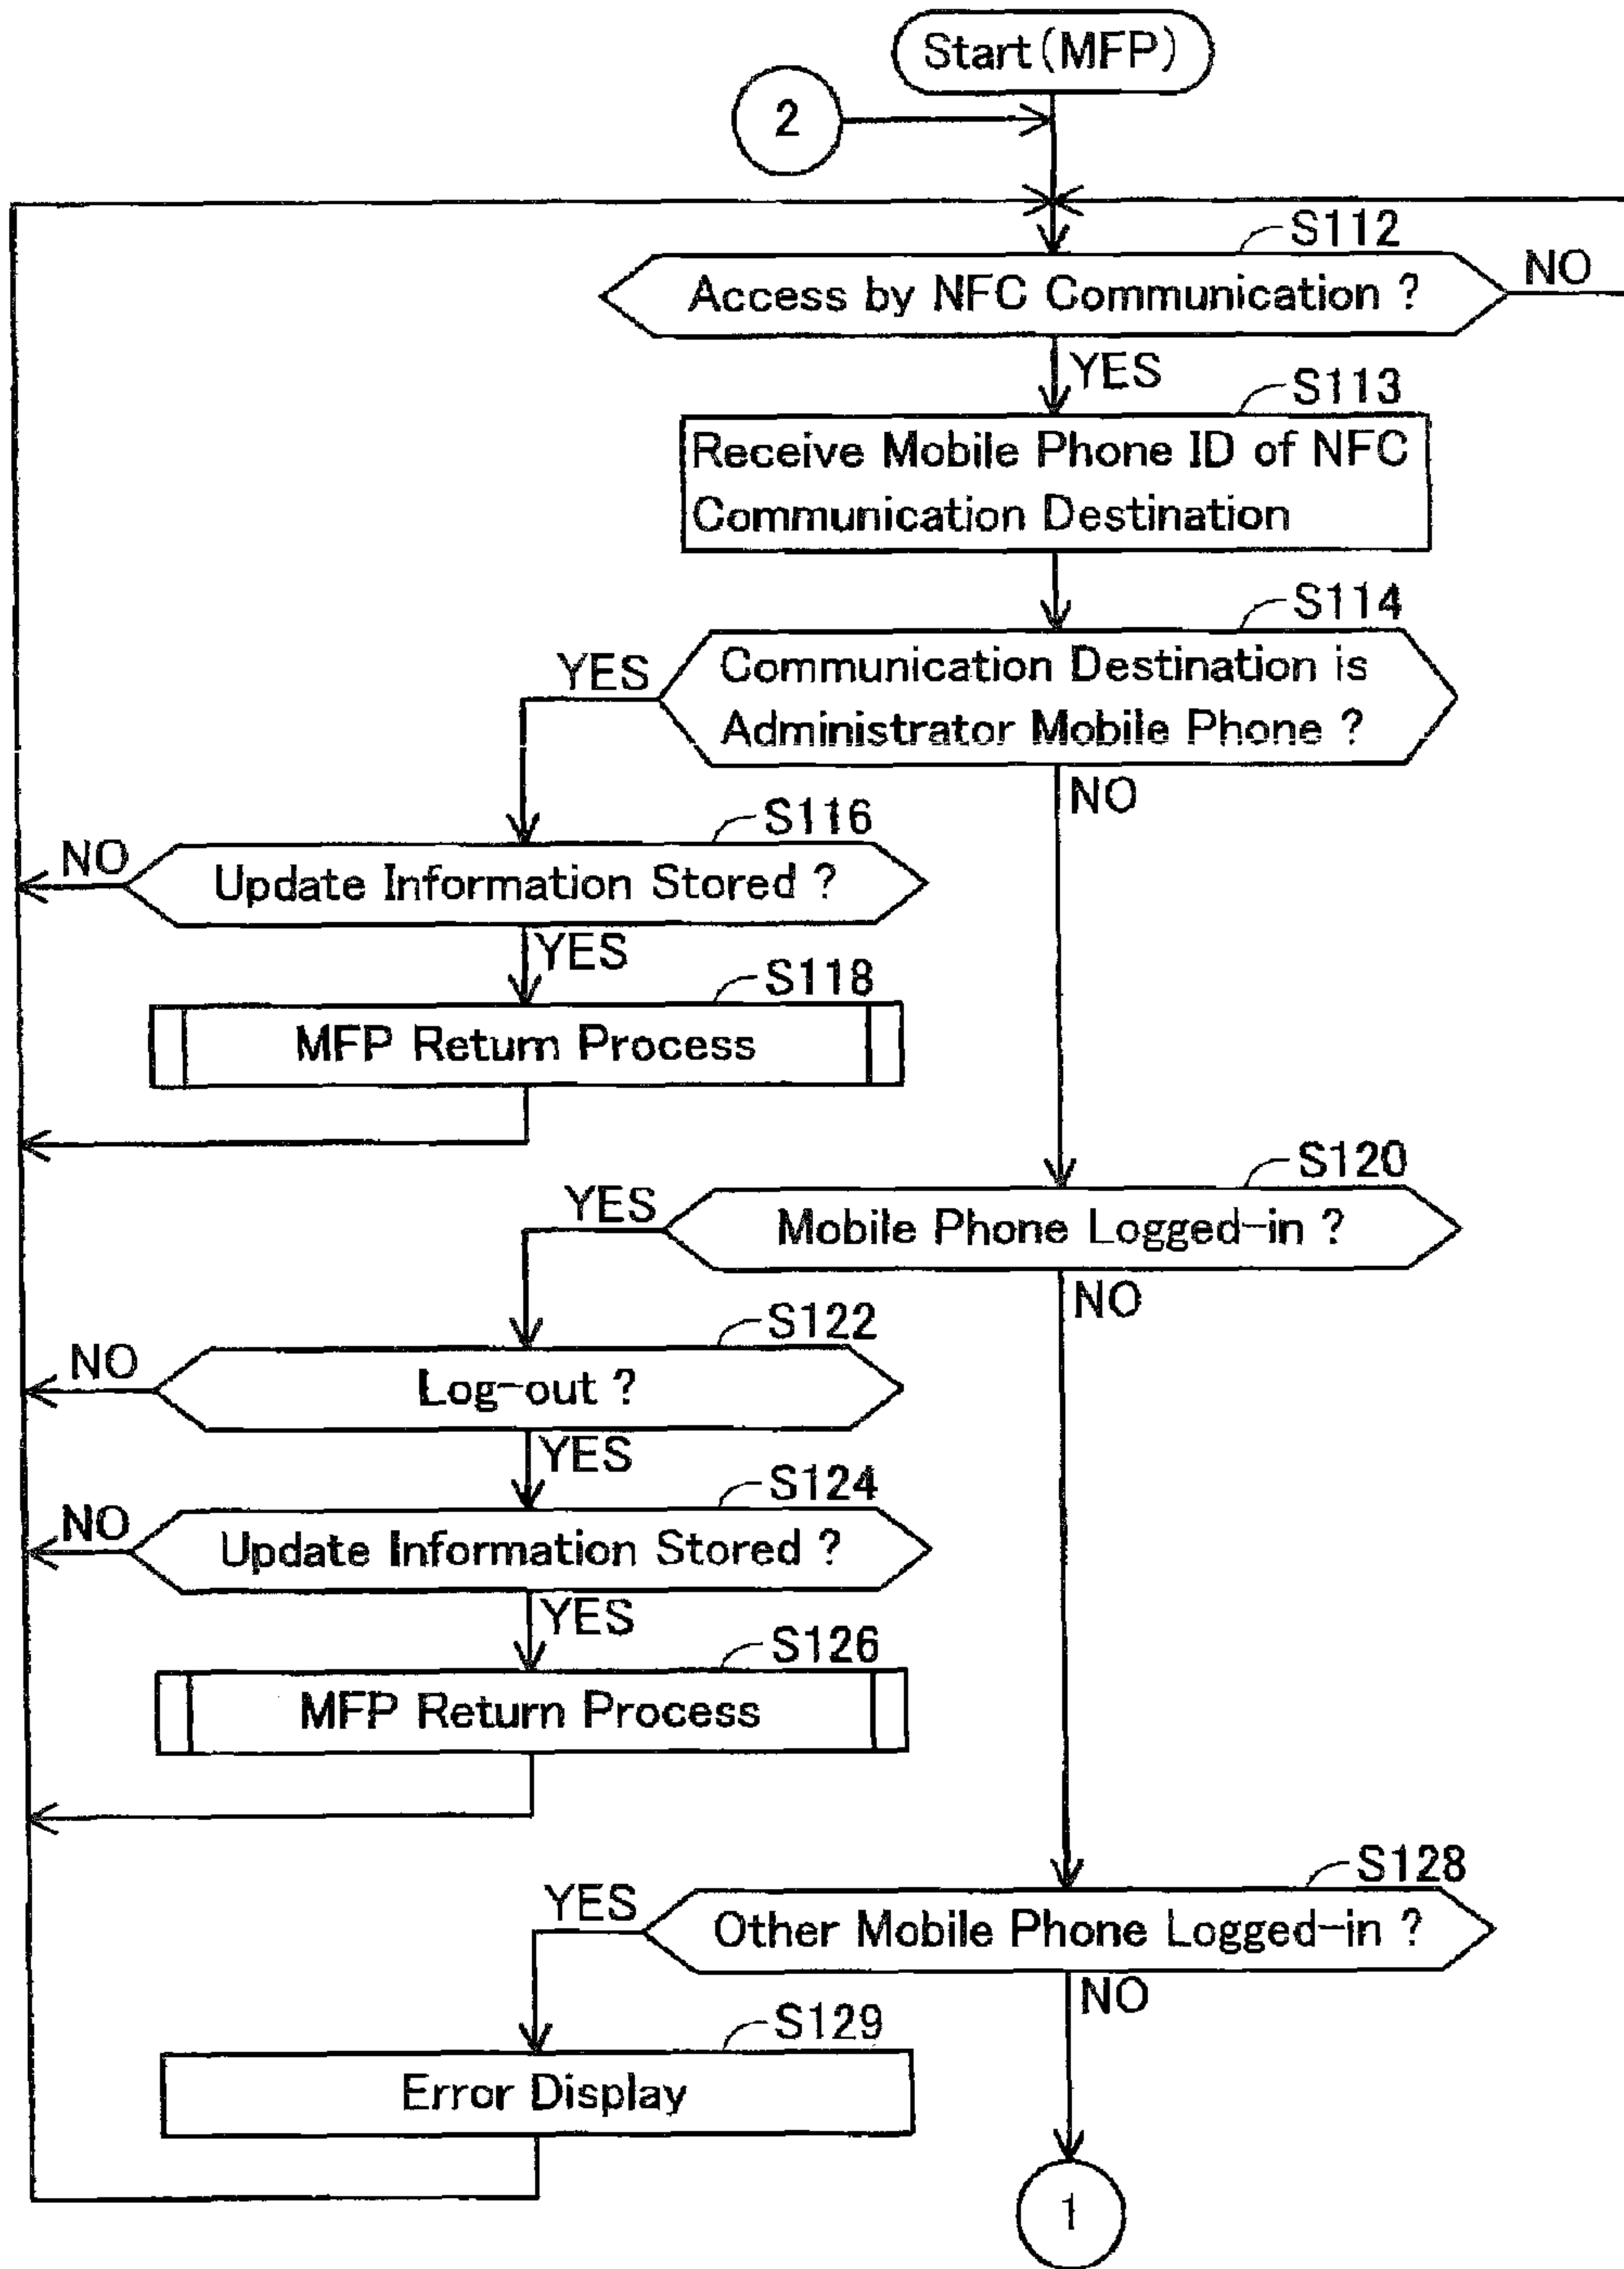 Start(MFP)
2
S112
Access by NFC Communication ?
NO
YES
S113
Receive Mobile Phone ID of NFC
Communication Destination
S114
YES
Communication Destination is
Administrator Mobile Phone ?
NO
S116
NO
Update Information Stored ?
YES
S118
MFP Return Process
S120
YES
Mobile Phone Logged-in ?
NO
S122
NO
Log-out ?
YES
S124
NO
Update Information Stored ?
YES
S126
MFP Return Process
S128
YES
Other Mobile Phone Logged-in ?
NO
S129
Error Display
1